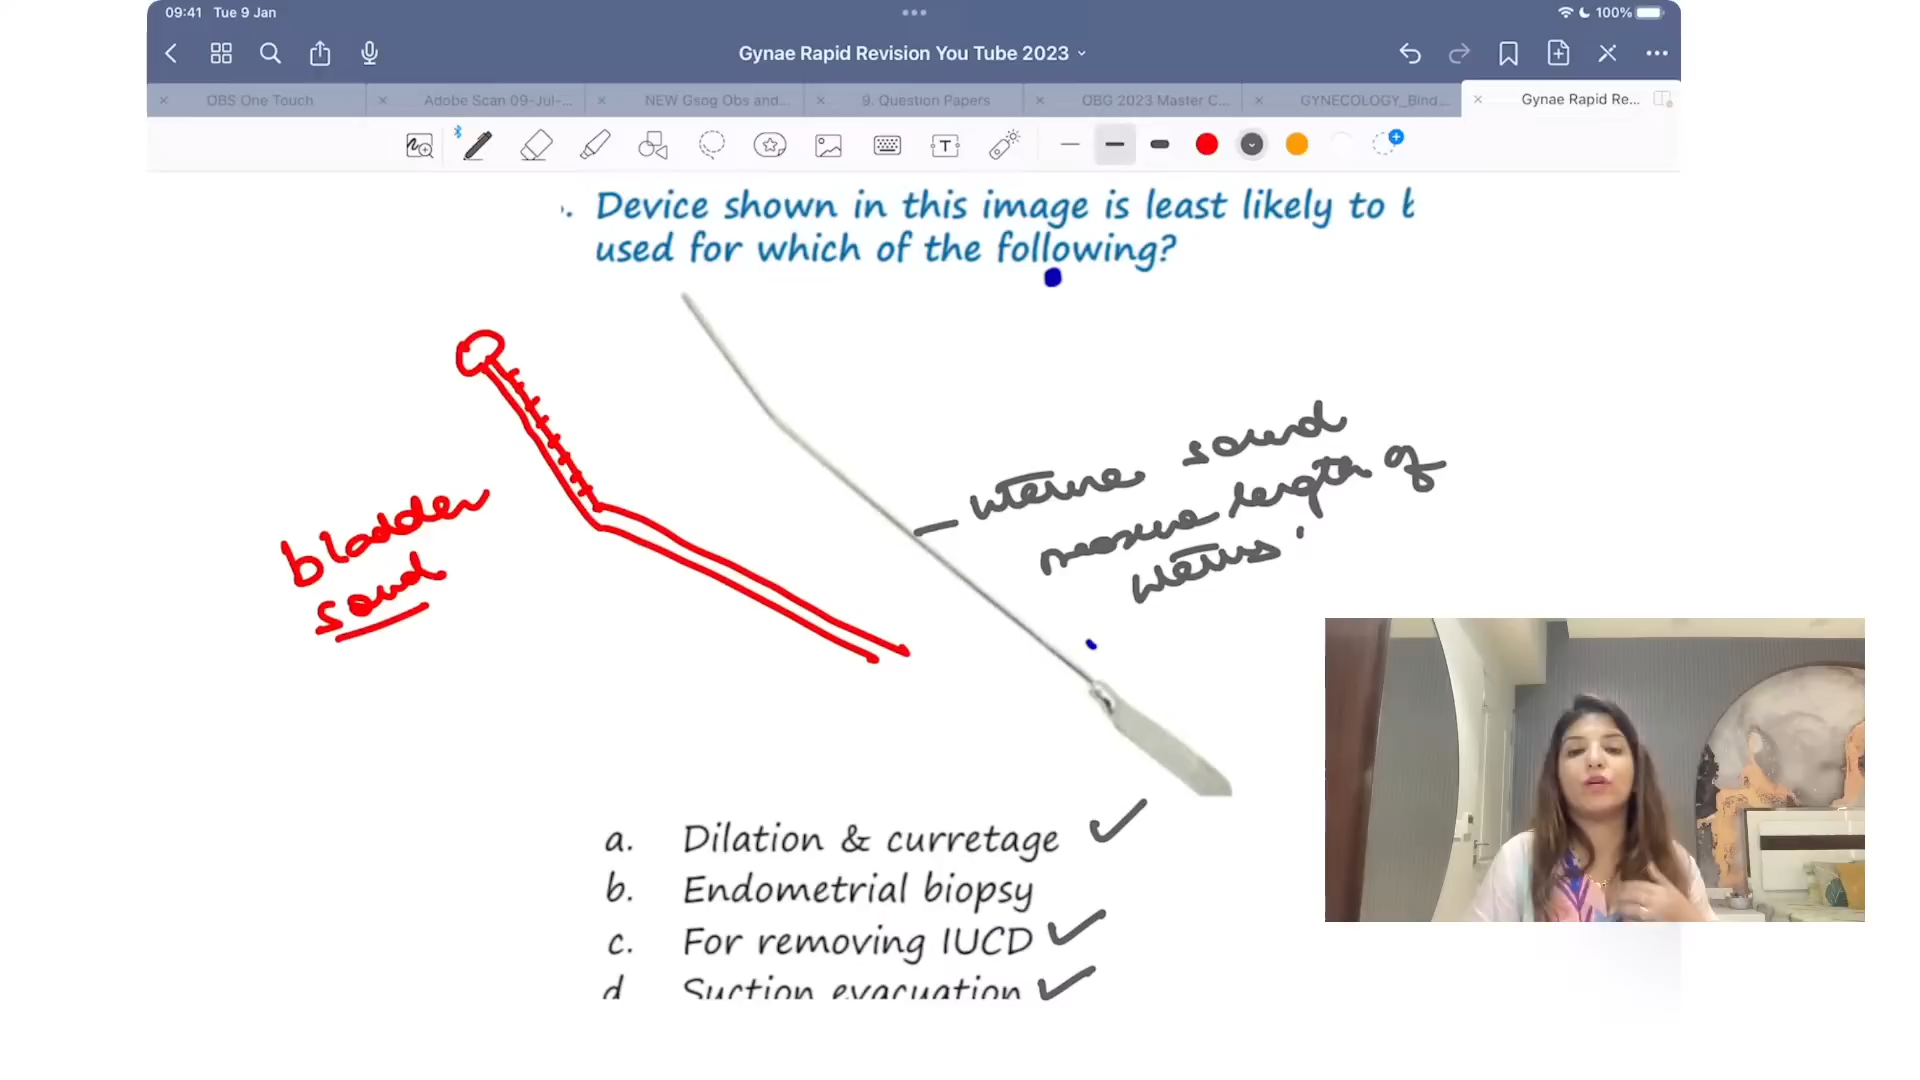 09:41 Tue 9 Jan
100%
Gynae Rapid Revision You Tube 2023
OBS One Touch
Adobe Scan 09-Jul-...
NEW Gsog Obs and...
9. Question Papers
OBG 2023 Master C...
GYNECOLOGY_Bind...
Gynae Rapid Re...
T
Device shown in this image is least likely to
used for which of the following?
bladder
sound
uterine sound
measure length of
uterus
a. Dilation & curretage
b. Endometrial biopsy
c. For removing IUCD
d Suction evacuation